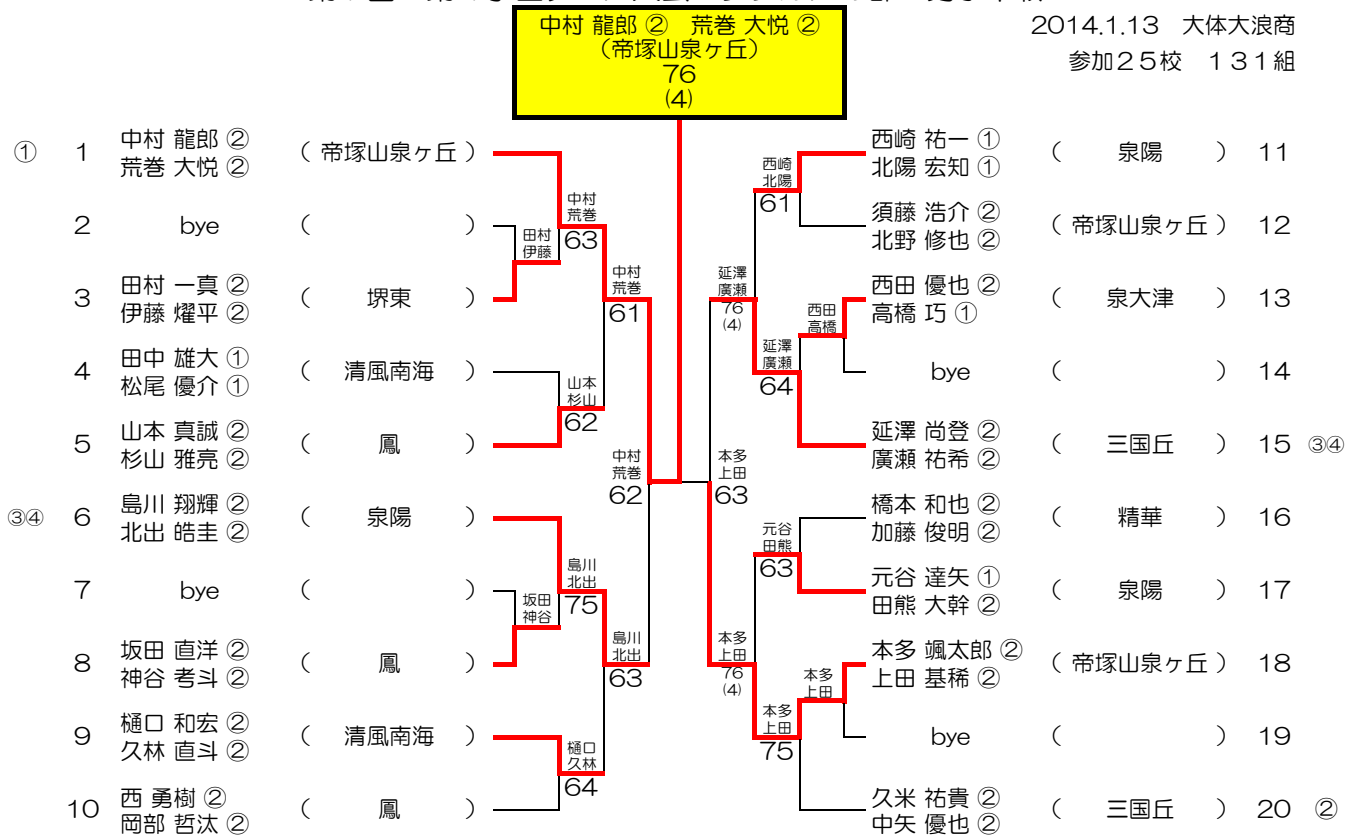 中村 龍郎 ② 荒巻 大悦 ②
（帝塚山泉ヶ丘）
76
(4)
2014.1.13 大体大浪商
参加２５校 １３１組
① 1 中村 龍郎 ② 荒巻 大悦 ② （ 帝塚山泉ヶ丘 ）
2 bye （ ）
3 田村 一真 ② 伊藤 燿平 ② （ 堺東 ）
4 田中 雄大 ① 松尾 優介 ① （ 清風南海 ）
5 山本 真誠 ② 杉山 雅亮 ② （ 鳳 ）
③④ 6 島川 翔輝 ② 北出 皓圭 ② （ 泉陽 ）
7 bye （ ）
8 坂田 直洋 ② 神谷 考斗 ② （ 鳳 ）
9 樋口 和宏 ② 久林 直斗 ② （ 清風南海 ）
10 西 勇樹 ② 岡部 哲汰 ② （ 鳳 ）
田村
伊藤
中村
荒巻
63
中村
荒巻
61
山本
杉山
62
中村
荒巻
62
島川
北出
75
坂田
神谷
島川
北出
63
樋口
久林
64
西崎
北陽
61
延澤
廣瀬
76
(4)
西田
高橋
延澤
廣瀬
64
本多
上田
63
元谷
田熊
63
本多
上田
76
(4)
本多
上田
本多
上田
75
西崎 祐一 ① 北陽 宏知 ① （ 泉陽 ） 11
須藤 浩介 ② 北野 修也 ② （ 帝塚山泉ヶ丘 ） 12
西田 優也 ② 高橋 巧 ① （ 泉大津 ） 13
bye （ ） 14
延澤 尚登 ② 廣瀬 祐希 ② （ 三国丘 ） 15 ③④
橋本 和也 ② 加藤 俊明 ② （ 精華 ） 16
元谷 達矢 ① 田熊 大幹 ② （ 泉陽 ） 17
本多 颯太郎 ② 上田 基稀 ② （ 帝塚山泉ヶ丘 ） 18
bye （ ） 19
久米 祐貴 ② 中矢 優也 ② （ 三国丘 ） 20 ②